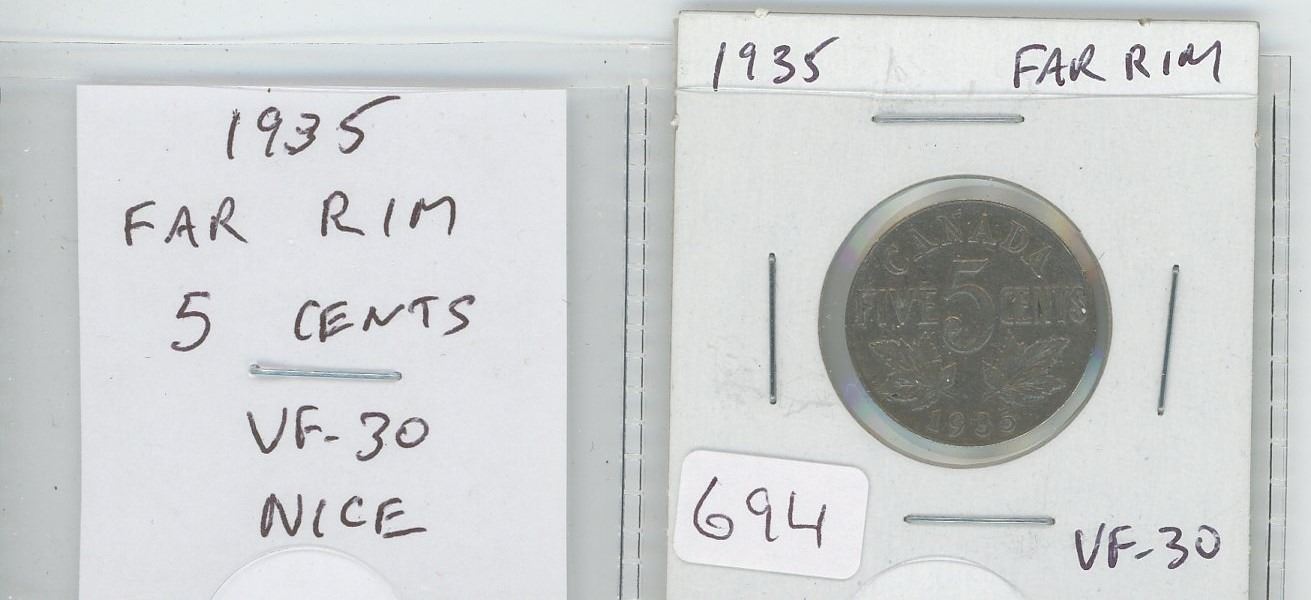 1935
FAR RIM
5 CENTS
VF-30
NICE
1935 FAR RIM
CANADA
FIVE 5 CENTS
1935
694
VF-30